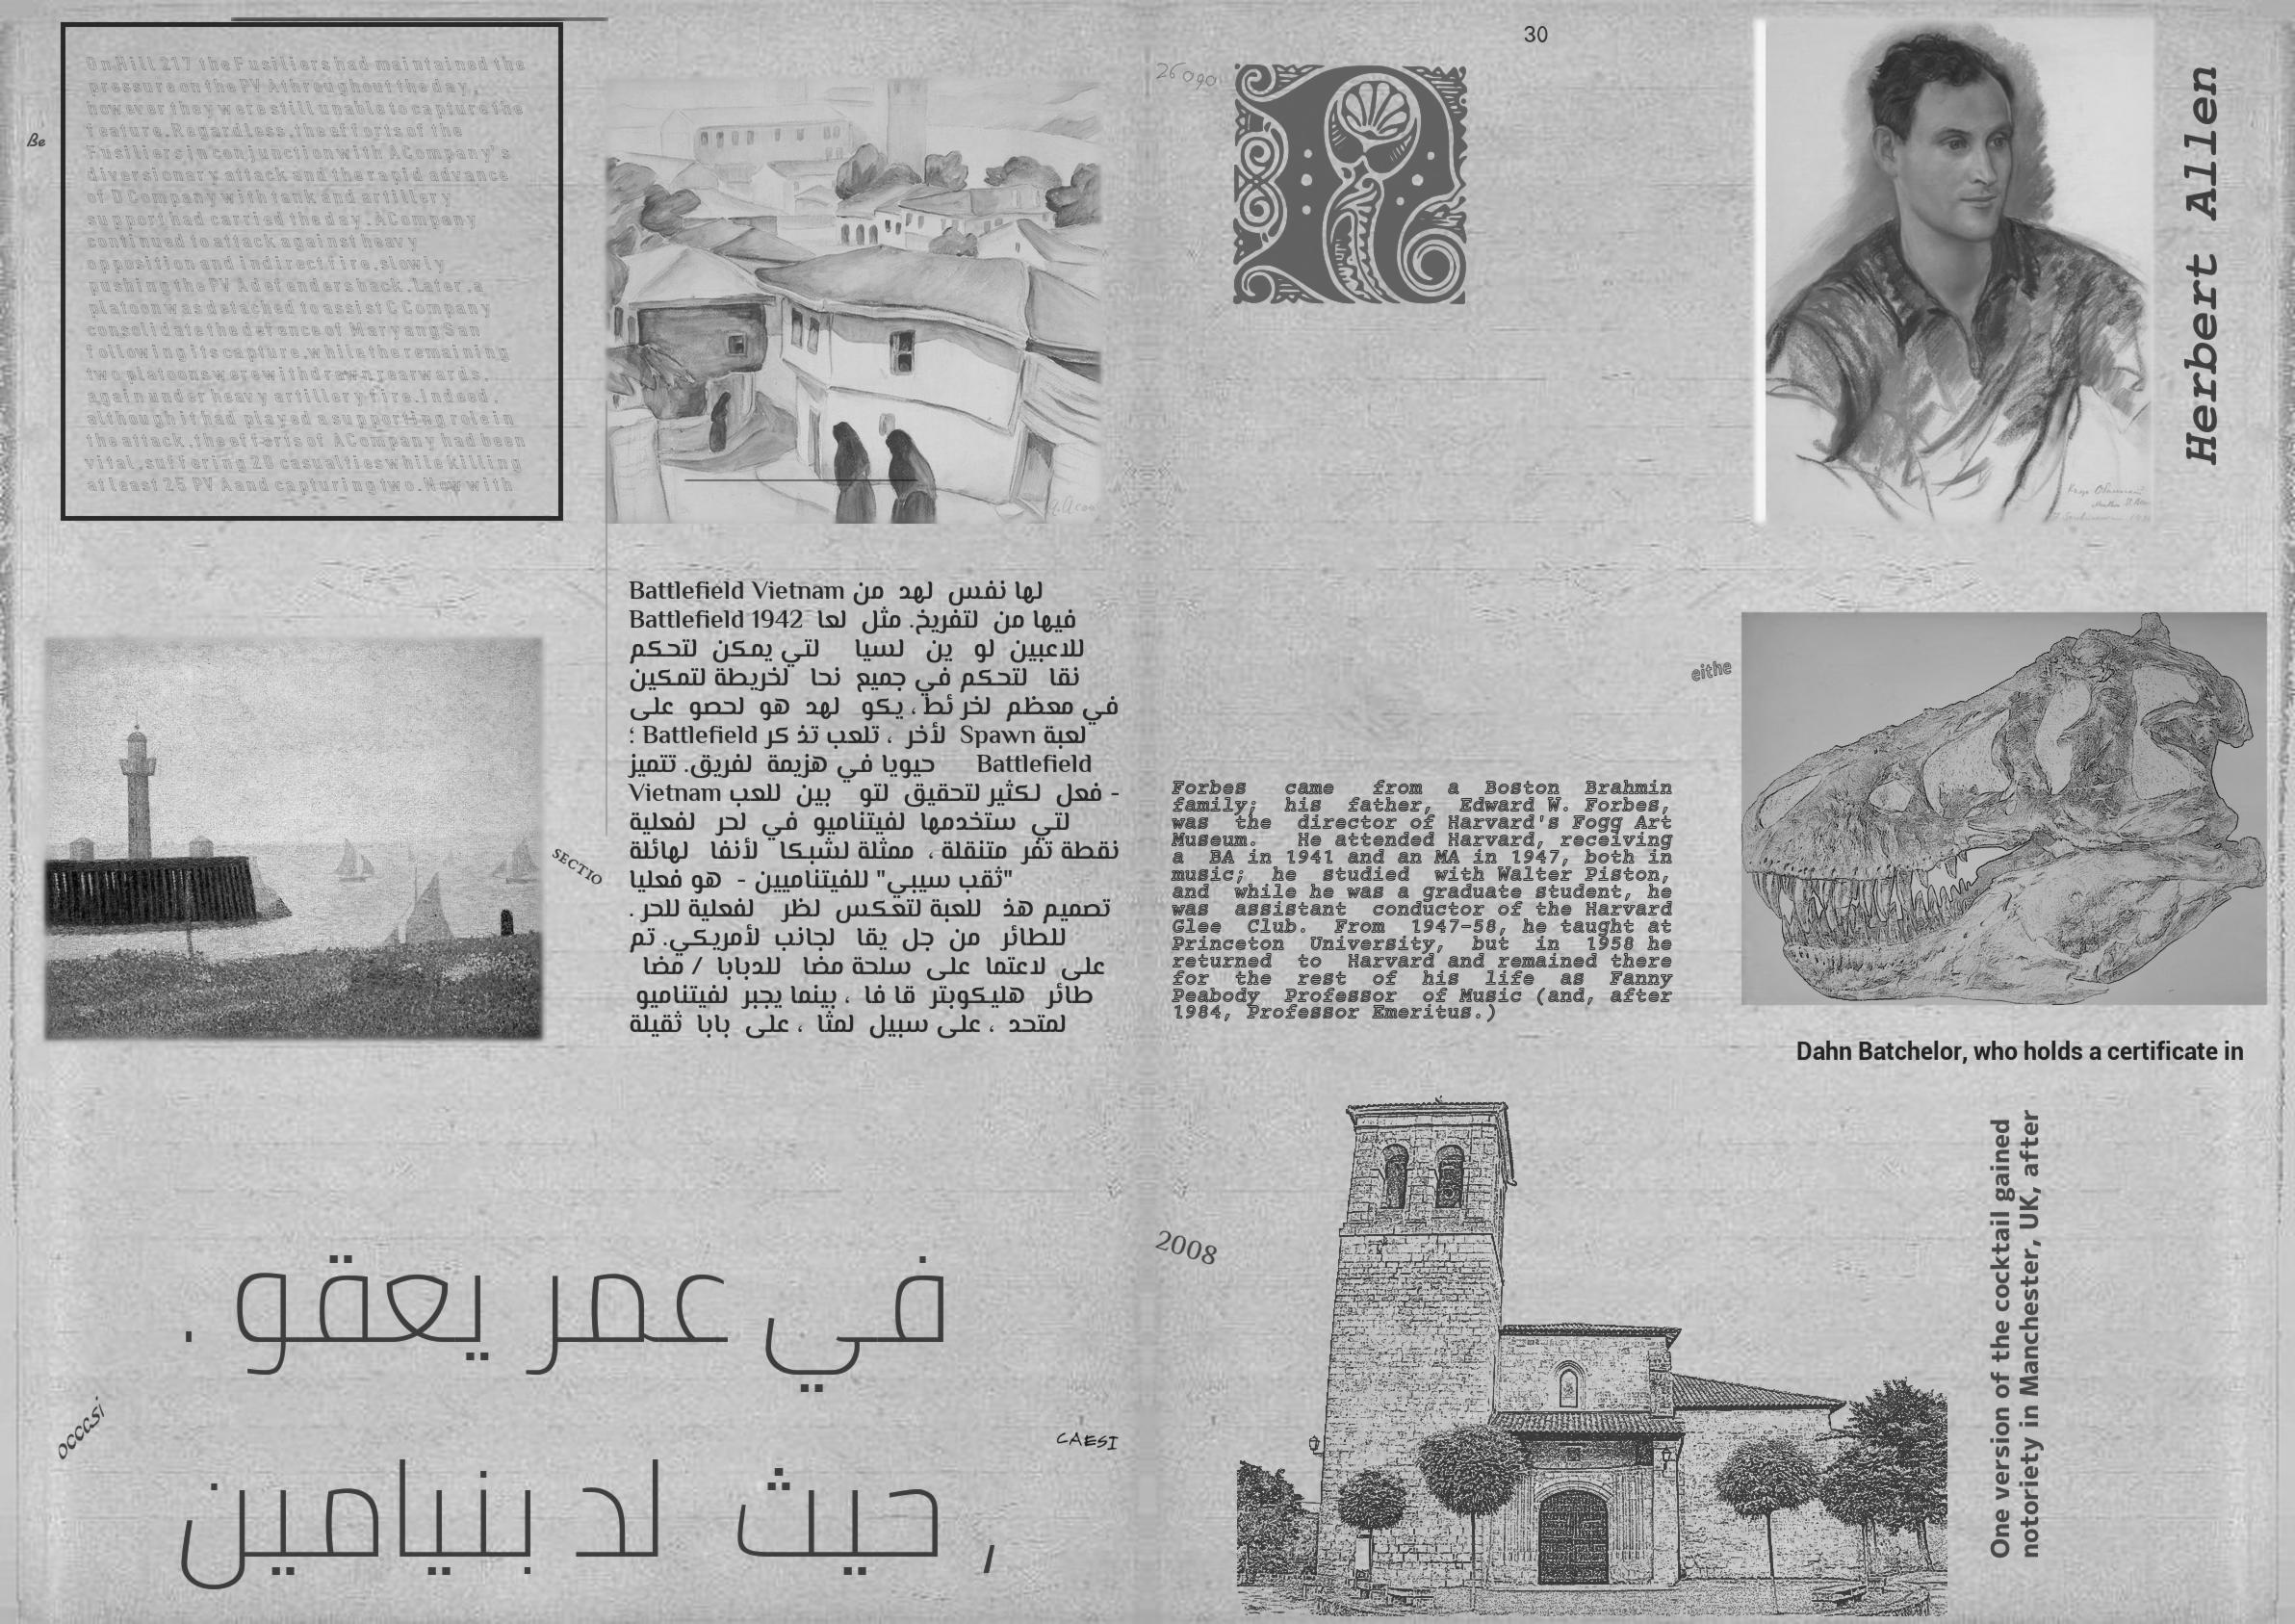 On Hill 217 the Fusiliers had maintained the
pressure on the PVA throughout the day,
however they were still unable to capture the
feature. Regardless, the efforts of the
Fusiliers in conjunction with A Company's
diversionary attack and the rapid advance
of D Company with tank and artillery
support had carried the day. A Company
continued to attack against heavy
opposition and indirect fire, slowly
pushing the PVA defenders back. Later, a
platoon was detached to assist C Company
consolidate the defence of Maryang San
following its capture, while the remaining
two platoons were withdrawn rearwards,
again under heavy artillery fire. Indeed,
although it had played a supporting role in
the attack, the efforts of A Company had been
vital, suffering 20 casualties while killing
at least 25 PVA and capturing two. Now with
Be
26090
30
Herbert Allen
Battlefield Vietnam لها نفس لهد من
Battlefield 1942 فيها من لتفريخ. مثل لعا
للاعبين لو ين لسيا لتي يمكن لتحكم
نقا لتحكم في جميع نحا لخريطة لتمكين
في معظم لخر ئط، يكو لهد هو لحصو على
لعبة Spawn لأخر ، تلعب تذ كر Battlefield :
Battlefield حيويا في هزيمة لفريق. تتميز
- فعل لكثير لتحقيق لتو بين للعب Vietnam
لتي ستخدمها لفيتناميو في لحر لفعلية
نقطة تفر متنقلة ، ممثلة لشبكا لأنفا لهائلة
"ثقب سيبي" للفيتناميين - هو فعليا
تصميم هذ للعبة لتعكس لظر لفعلية للحر .
للطائر من جل يقا لجانب لأمريكي. تم
على لاعتما على سلحة مضا للدبابا / مضا
طائر هليكوبتر قا فا ، بينما يجبر لفيتناميو
لمتحد ، على سبيل لمثا ، على بابا ثقيلة
SECTIO
eithe
Forbes came from a Boston Brahmin
family; his father, Edward W. Forbes,
was the director of Harvard's Fogg Art
Museum. He attended Harvard, receiving
a BA in 1941 and an MA in 1947, both in
music; he studied with Walter Piston,
and while he was a graduate student, he
was assistant conductor of the Harvard
Glee Club. From 1947-58, he taught at
Princeton University, but in 1958 he
returned to Harvard and remained there
for the rest of his life as Fanny
Peabody Professor of Music (and, after
1984, Professor Emeritus.)
Dahn Batchelor, who holds a certificate in
في عمر يعقو .
, حيث لد بنيامين
occcsi
CAESI
2008
One version of the cocktail gained
notoriety in Manchester, UK, after